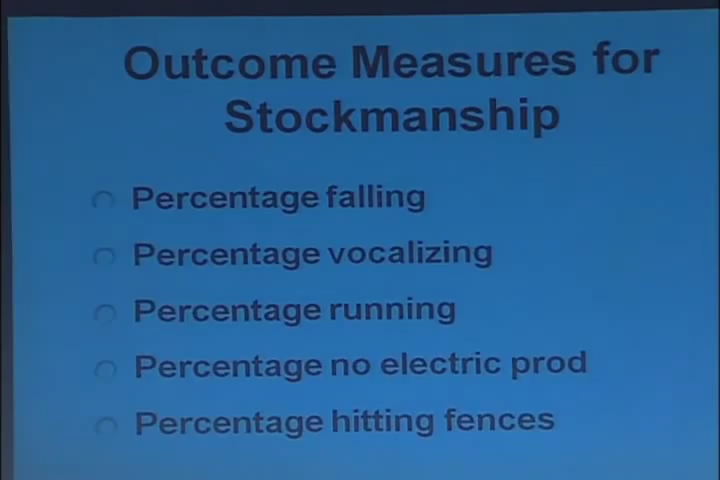 Outcome Measures for
Stockmanship
Percentage falling
Percentage vocalizing
Percentage running
Percentage no electric prod
Percentage hitting fences